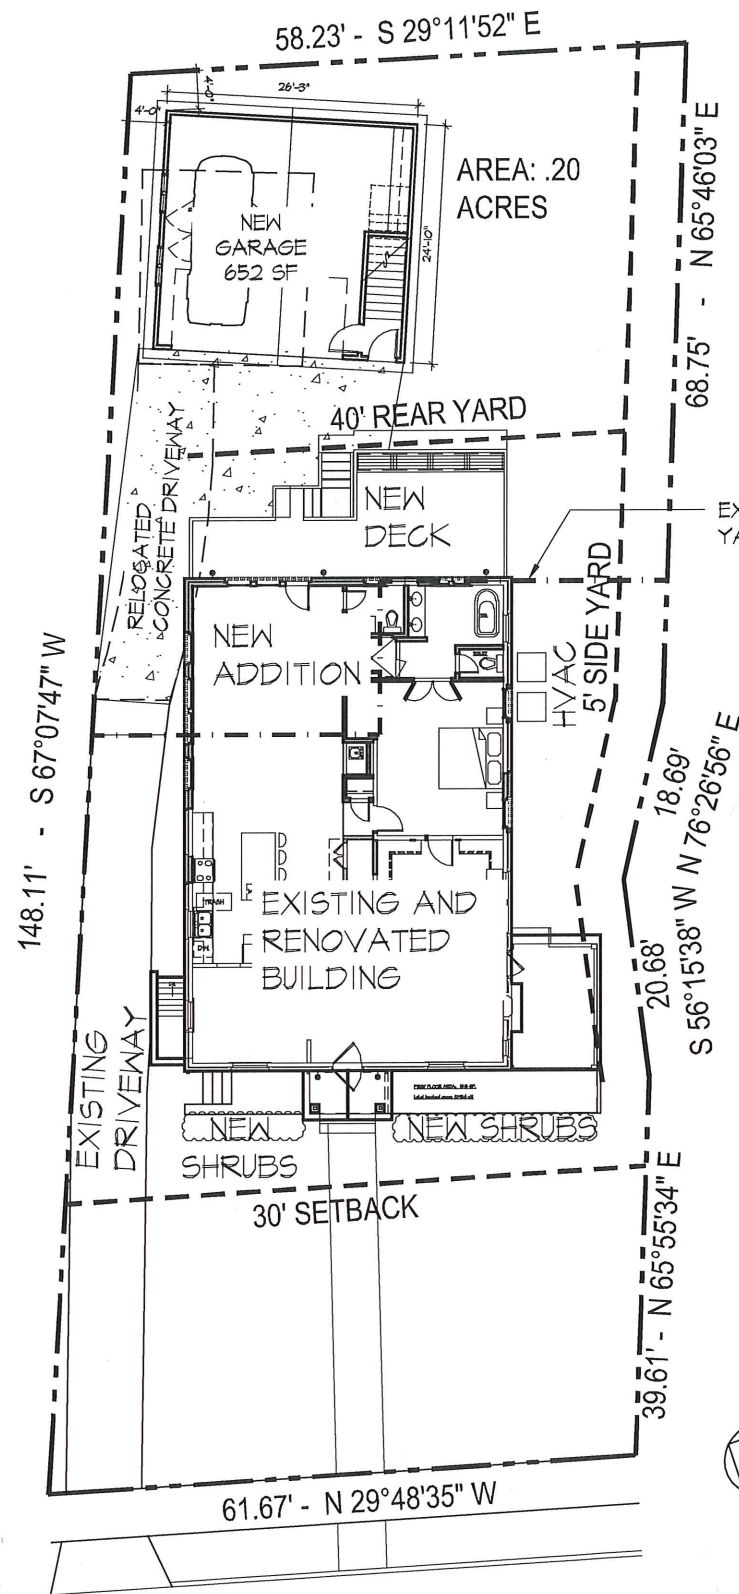 58.23' - S 29°11'52" E
26'-3"
4'-0"
4'-0"
AREA: .20
ACRES
NEW
GARAGE
652 SF
24'-10"
68.75' - N 65°46'03" E
40' REAR YARD
RELOCATED
CONCRETE DRIVEWAY
NEW
DECK
EX
YA
NEW
ADDITION
HVAC
5' SIDE YARD
148.11' - S 67°07'47" W
18.69'
N 76°26'56" E
TRASH
DW
EXISTING AND
RENOVATED
BUILDING
20.68'
S 56°15'38" W
EXISTING
DRIVEWAY
NEW
SHRUBS
NEW SHRUBS
30' SETBACK
39.61' - N 65°55'34" E
61.67' - N 29°48'35" W